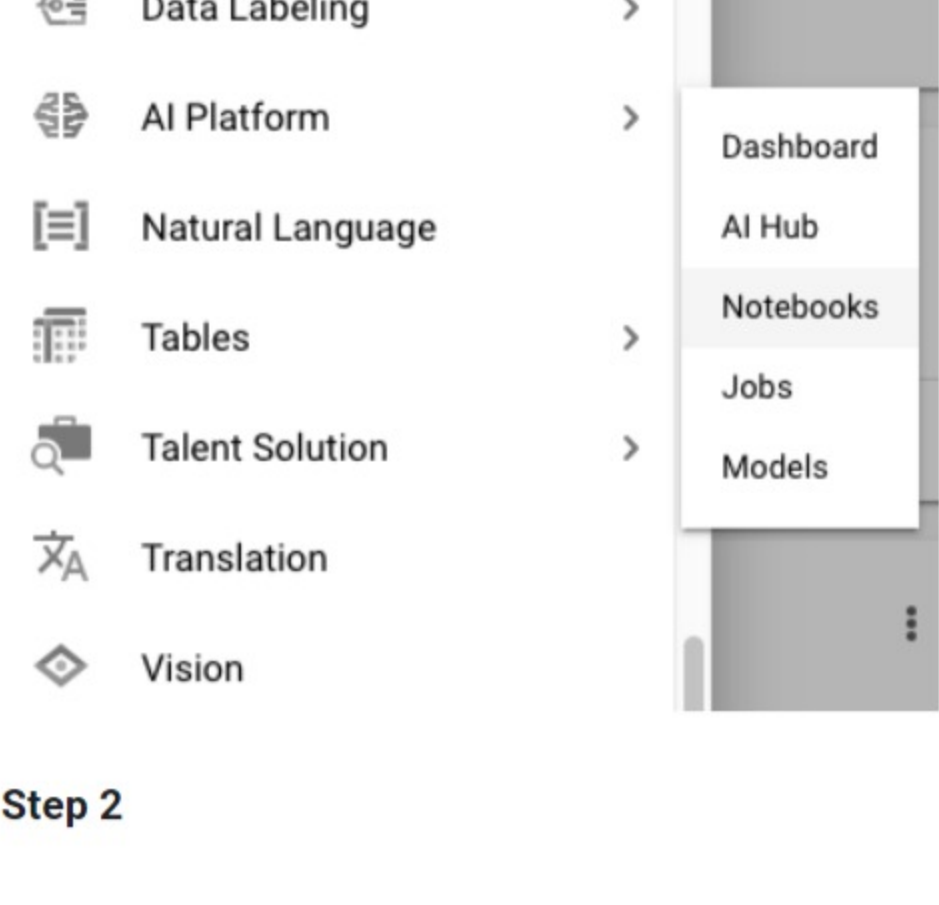 Data Labeling
AI Platform
Natural Language
Tables
Talent Solution
Translation
Vision
Dashboard
AI Hub
Notebooks
Jobs
Models
Step 2